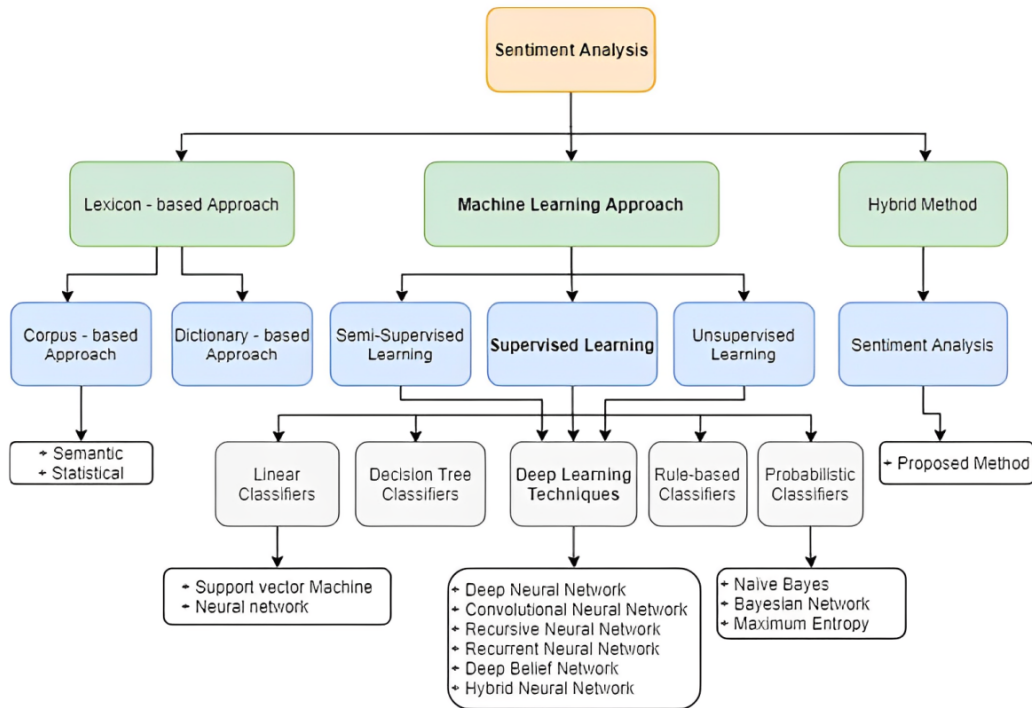 Sentiment Analysis
Lexicon - based Approach
Machine Learning Approach
Hybrid Method
Corpus - based
Approach
Dictionary - based
Approach
Semi-Supervised
Learning
Supervised Learning
Unsupervised
Learning
Sentiment Analysis
Semantic
Statistical
Linear
Classifiers
Decision Tree
Classifiers
Deep Learning
Techniques
Rule-based
Classifiers
Probabilistic
Classifiers
Proposed Method
Support vector Machine
Neural network
Deep Neural Network
Convolutional Neural Network
Recursive Neural Network
Recurrent Neural Network
Deep Belief Network
Hybrid Neural Network
Naïve Bayes
Bayesian Network
Maximum Entropy